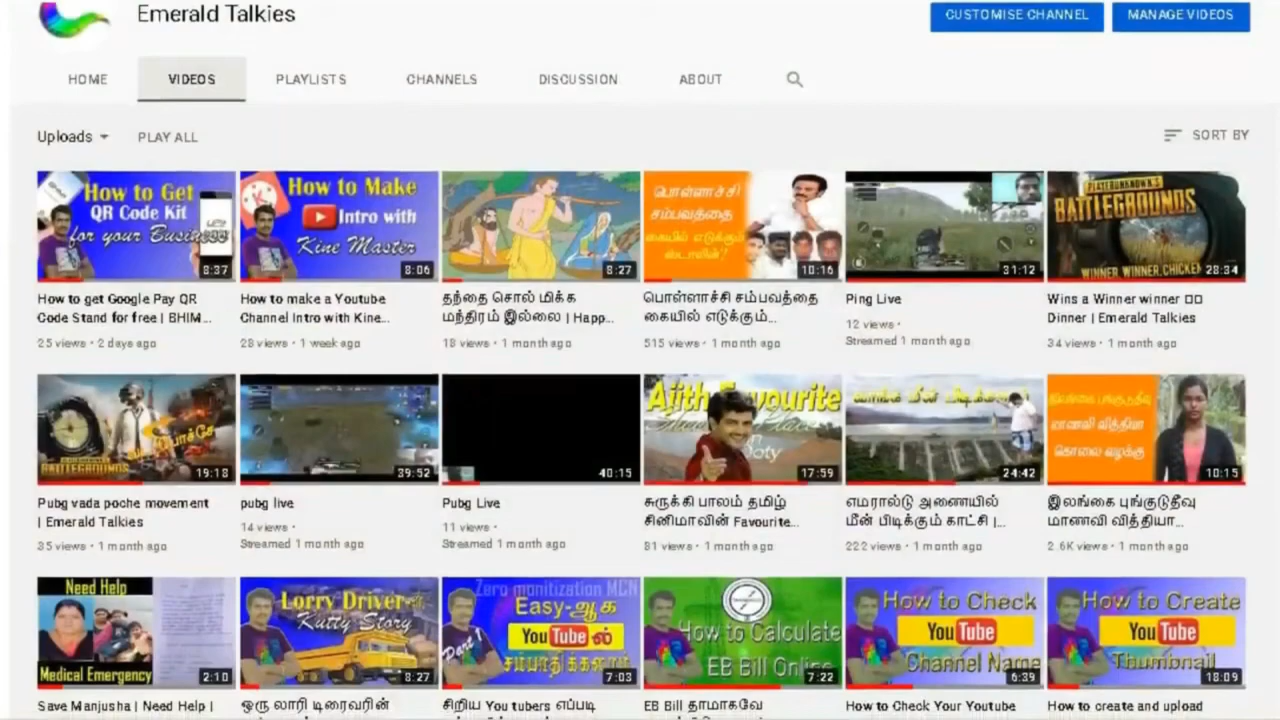 Emerald Talkies
CUSTOMISE CHANNEL MANAGE VIDEOS
HOME VIDEOS PLAYLISTS CHANNELS DISCUSSION ABOUT
Uploads PLAY ALL SORT BY
How to Get
QR Code Kit
for your Business
8:37
How to Make
Intro with
Kine Master
8:06
8:27
பொள்ளாச்சி
சம்பவத்தை
கையில் எடுக்கும்
ஸ்டாலின்?
10:16
31:12
PLAYERUNKNOWN'S
BATTLEGROUNDS
WINNER WINNER CHICKEN
28:34
How to get Google Pay QR
Code Stand for free | BHIM...
25 views · 2 days ago
How to make a Youtube
Channel Intro with Kine...
28 views · 1 week ago
தந்தை சொல் மிக்க
மந்திரம் இல்லை | Happ...
18 views · 1 month ago
பொள்ளாச்சி சம்பவத்தை
கையில் எடுக்கும்...
515 views · 1 month ago
Ping Live
12 views ·
Streamed 1 month ago
Wins a Winner winner
Dinner | Emerald Talkies
34 views · 1 month ago
BATTLEGROUNDS
19:18
39:52
40:15
Ajith Favourite
Ooty
17:59
மீன்
24:42
மாணவி வித்தியா
கொலை வழக்கு
10:15
Pubg vada poche movement
| Emerald Talkies
35 views · 1 month ago
pubg live
14 views ·
Streamed 1 month ago
Pubg Live
11 views ·
Streamed 1 month ago
சுருக்கி பாலம் தமிழ்
சினிமாவின் Favourite...
81 views · 1 month ago
எமரால்டு அணையில்
மீன் பிடிக்கும் காட்சி |...
222 views · 1 month ago
இலங்கை புங்குடுதீவு
மாணவி வித்தியா...
2.6K views · 1 month ago
Need Help
Medical Emergency
2:10
Lorry Driver
Kutty Story
8:27
Zero monitization MCN
Easy-ஆக
YouTube ல்
சம்பாதிக்கலாம்
Part 1
7:03
How to Calculate
EB Bill Online
7:22
How to Check
YouTube
Channel Name
6:39
How to Create
YouTube
Thumbnail
18:09
Save Manjusha | Need Help |
ஒரு லாரி டிரைவரின்
சிறிய You tubers எப்படி
EB Bill தாமாகவே
How to Check Your Youtube
How to create and upload